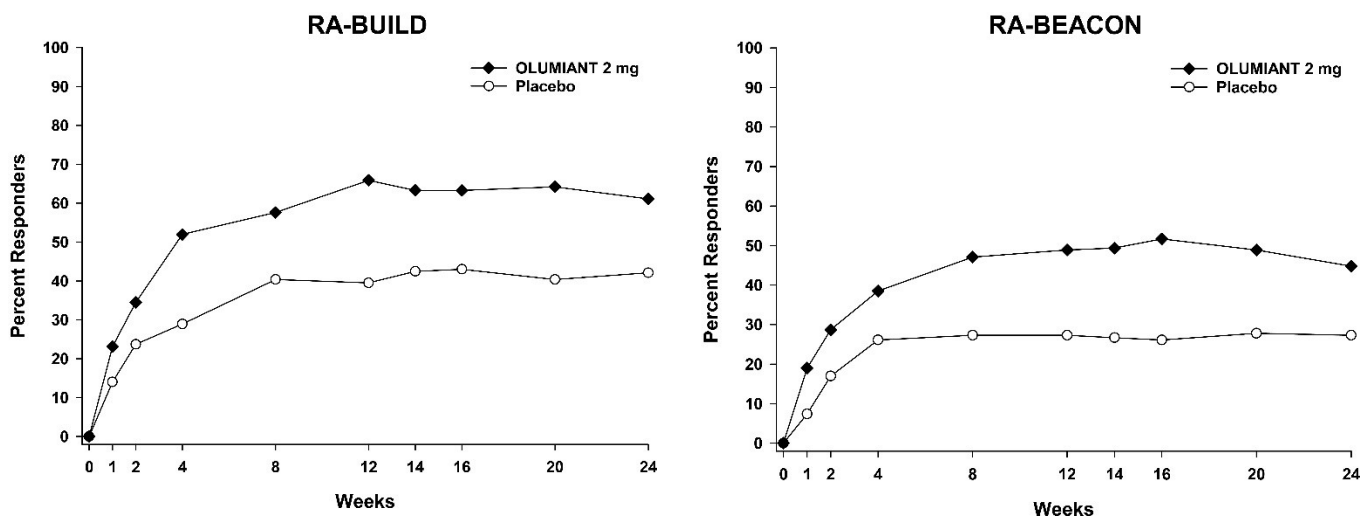 RA-BUILD
OLUMIANT 2 mg
Placebo
Percent Responders
100
90
80
70
60
50
40
30
20
10
0
0 1 2 4 8 12 14 16 20 24
Weeks
RA-BEACON
OLUMIANT 2 mg
Placebo
Percent Responders
100
90
80
70
60
50
40
30
20
10
0
0 1 2 4 8 12 14 16 20 24
Weeks